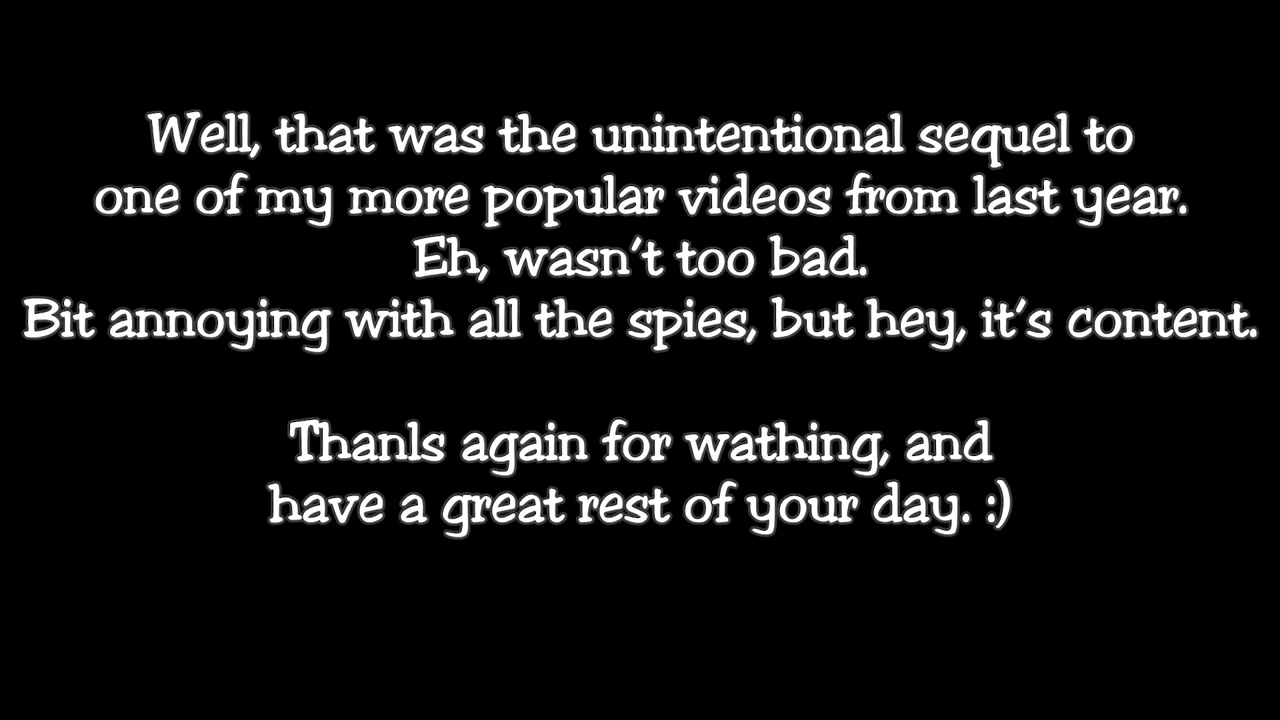 Well, that was the unintentional sequel to
one of my more popular videos from last year.
Eh, wasn't too bad.
Bit annoying with all the spies, but hey, it's content.
Thanls again for wathing, and
have a great rest of your day. :)